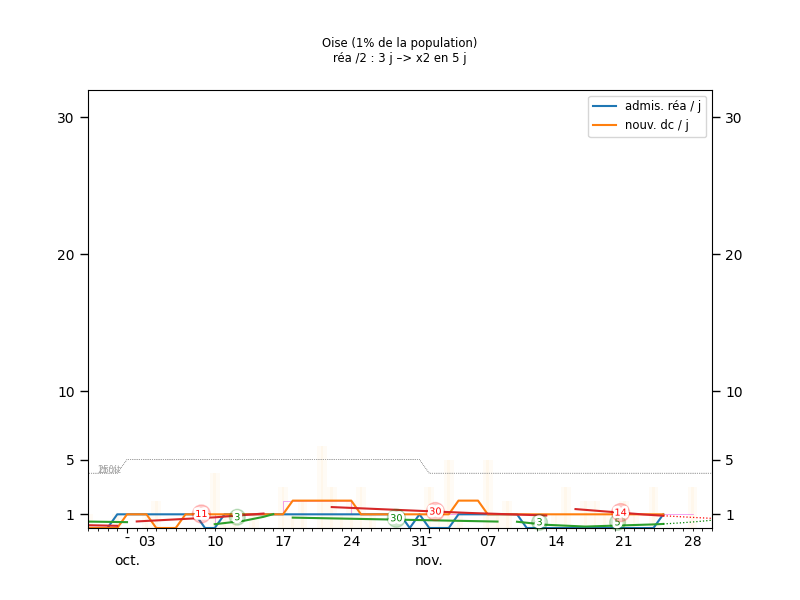 Oise (1% de la population)
réa /2 : 3 j –> x2 en 5 j
admis. réa / j
nouv. dc / j
30 30
20 20
10 10
5 5
1 1
11 3 30 30 3 14
- 03 10 17 24 31 - 07 14 21 28
oct. nov.